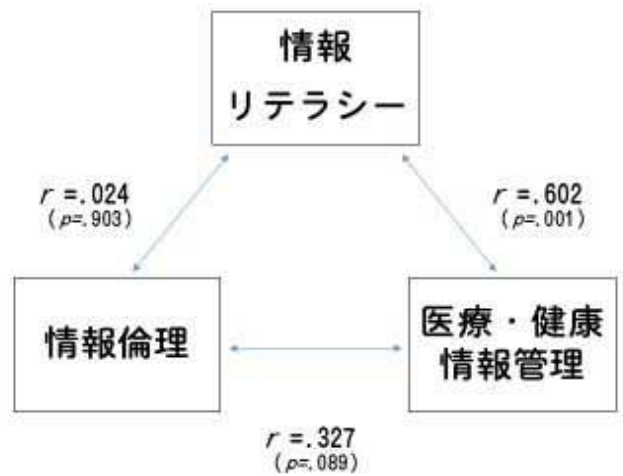 情報
リテラシー
r =.024
(p=.903)
r =.602
(p=.001)
情報倫理
医療・健康
情報管理
r =.327
(p=.089)